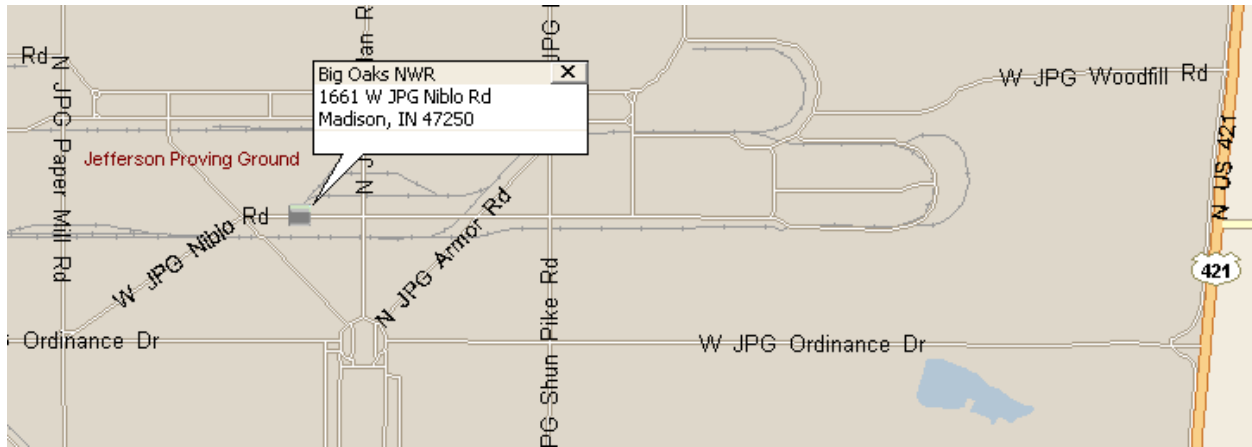 Rd
N JPG Paper Mill Rd
Big Oaks NWR
1661 W JPG Niblo Rd
Madison, IN 47250
Jefferson Proving Ground
W JPG Woodfill Rd
W JPG Niblo Rd
N JPG Armor Rd
N US 421
421
Ordinance Dr
W JPG Ordinance Dr
PG Shun Pike Rd
JPG
N